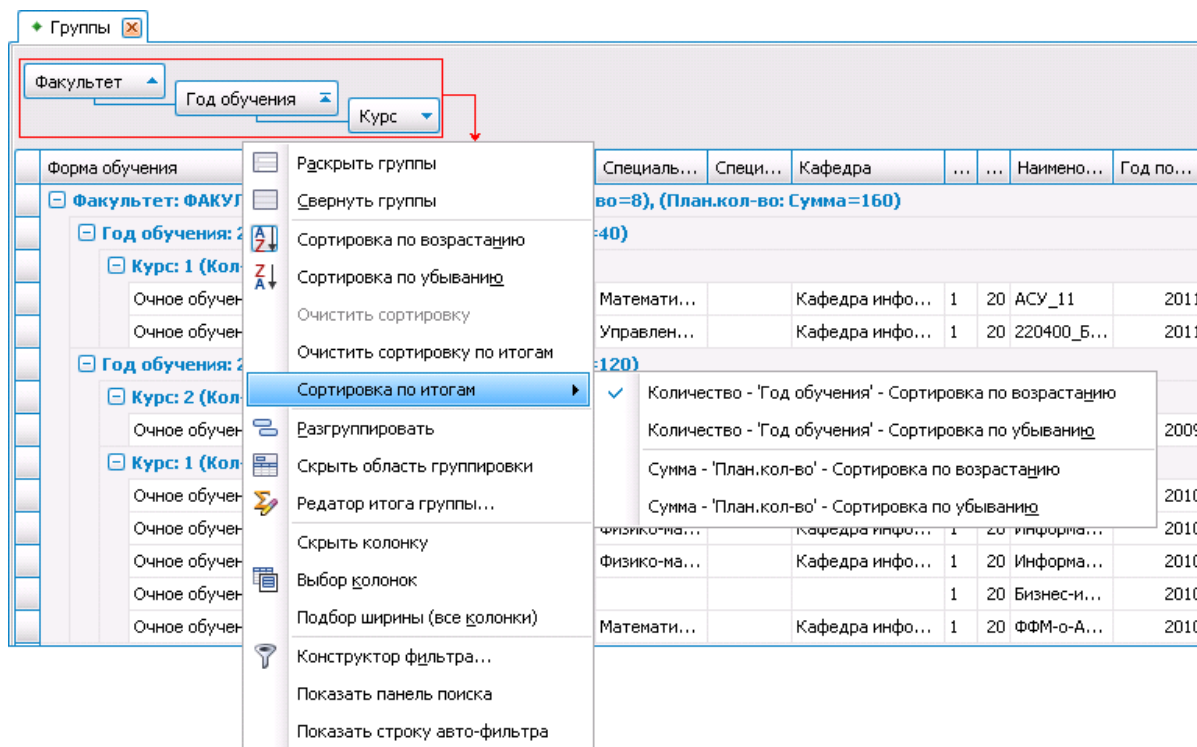 Группы
Факультет
Год обучения
Курс
Форма обучения Специаль... Специ... Кафедра ... ... Наимено... Год по...
Факультет: ФАКУЛ во=8), (План.кол-во: Сумма=160)
Год обучения: 2 =40)
Курс: 1 (Кол-
Очное обучен Математи... Кафедра инфо... 1 20 АСУ_11 2011
Очное обучен Управлен... Кафедра инфо... 1 20 220400_Б... 2011
Год обучения: 2 =120)
Курс: 2 (Кол-
Очное обучен 2009
Курс: 1 (Кол-
Очное обучен 2010
Очное обучен Физико-ма... Кафедра инфо... 1 20 Информа... 2010
Очное обучен Физико-ма... Кафедра инфо... 1 20 Информа... 2010
Очное обучен 1 20 Бизнес-и... 2010
Очное обучен Математи... Кафедра инфо... 1 20 ФФМ-о-А... 2010
Раскрыть группы
Свернуть группы
Сортировка по возрастанию
Сортировка по убыванию
Очистить сортировку
Очистить сортировку по итогам
Сортировка по итогам
Разгруппировать
Скрыть область группировки
Редактор итога группы...
Скрыть колонку
Выбор колонок
Подбор ширины (все колонки)
Конструктор фильтра...
Показать панель поиска
Показать строку авто-фильтра
Количество - 'Год обучения' - Сортировка по возрастанию
Количество - 'Год обучения' - Сортировка по убыванию
Сумма - 'План.кол-во' - Сортировка по возрастанию
Сумма - 'План.кол-во' - Сортировка по убыванию